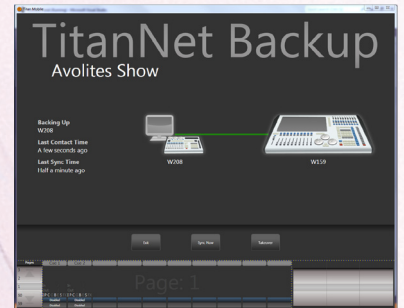 TitanNet Backup
Avolites Show
Backing Up
W208
Last Contact Time
A few seconds ago
Last Sync Time
Half a minute ago
W208
W159
Exit
Sync Now
Takeover
Pages
Page: 1